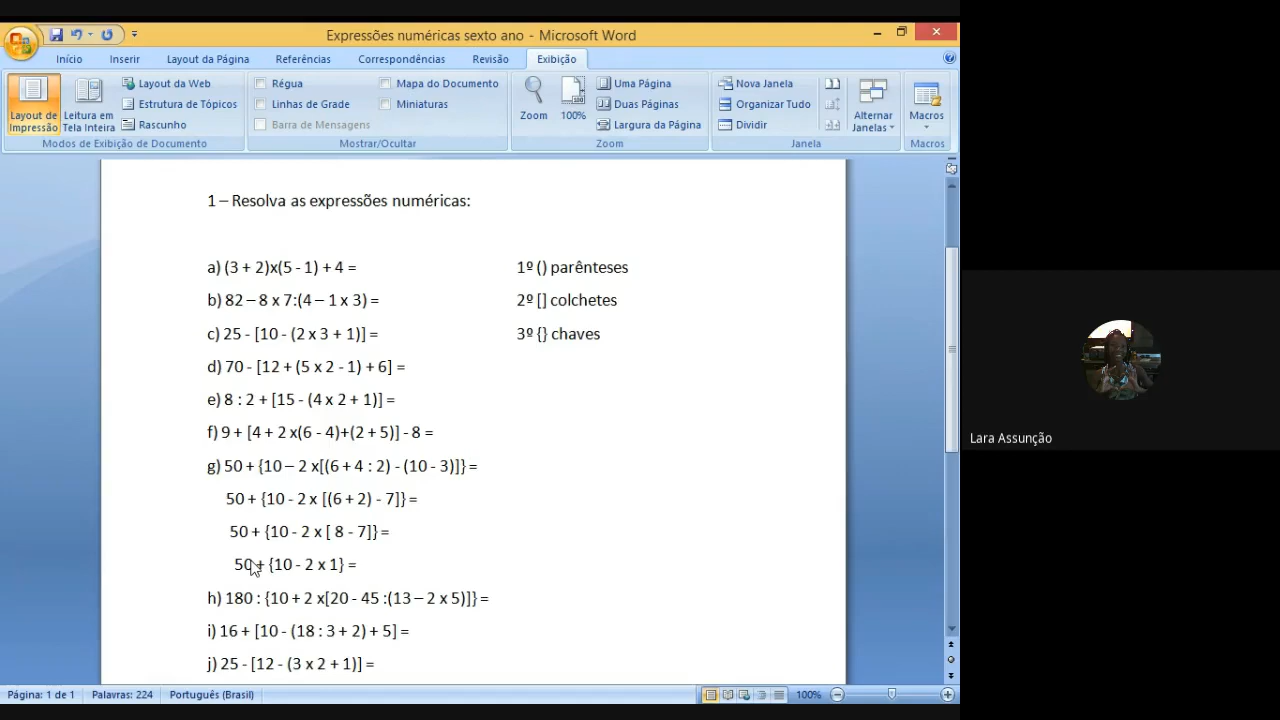 Expressões numéricas sexto ano - Microsoft Word
Início Inserir Layout da Página Referências Correspondências Revisão Exibição
Layout de Impressão
Leitura em Tela Inteira
Layout da Web
Estrutura de Tópicos
Rascunho
Modos de Exibição de Documento
Régua
Linhas de Grade
Barra de Mensagens
Mapa do Documento
Miniaturas
Mostrar/Ocultar
Zoom
100%
Uma Página
Duas Páginas
Largura da Página
Zoom
Nova Janela
Organizar Tudo
Dividir
Alternar Janelas
Janela
Macros
Macros
1 – Resolva as expressões numéricas:
a) (3 + 2)x(5 - 1) + 4 = 1º () parênteses
b) 82 – 8 x 7:(4 – 1 x 3) = 2º [] colchetes
c) 25 - [10 - (2 x 3 + 1)] = 3º {} chaves
d) 70 - [12 + (5 x 2 - 1) + 6] =
e) 8 : 2 + [15 - (4 x 2 + 1)] =
f) 9 + [4 + 2 x(6 - 4)+(2 + 5)] - 8 =
g) 50 + {10 – 2 x[(6 + 4 : 2) - (10 - 3)]} =
50 + {10 - 2 x [(6 + 2) - 7]} =
50 + {10 - 2 x [ 8 - 7]} =
50 + {10 - 2 x 1} =
h) 180 : {10 + 2 x[20 - 45 :(13 – 2 x 5)]} =
i) 16 + [10 - (18 : 3 + 2) + 5] =
j) 25 - [12 - (3 x 2 + 1)] =
Página: 1 de 1 Palavras: 224 Português (Brasil) 100%
Lara Assunção